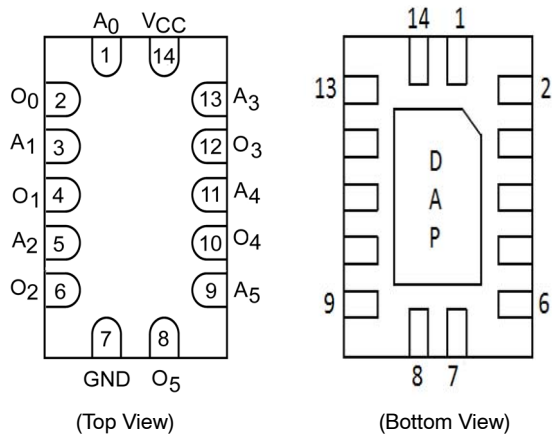 A0 VCC
1 14
O0 2 13 A3
A1 3 12 O3
O1 4 11 A4
A2 5 10 O4
O2 6 9 A5
7 8
GND O5
(Top View)
14 1
13 2
D
A
P
9 6
8 7
(Bottom View)